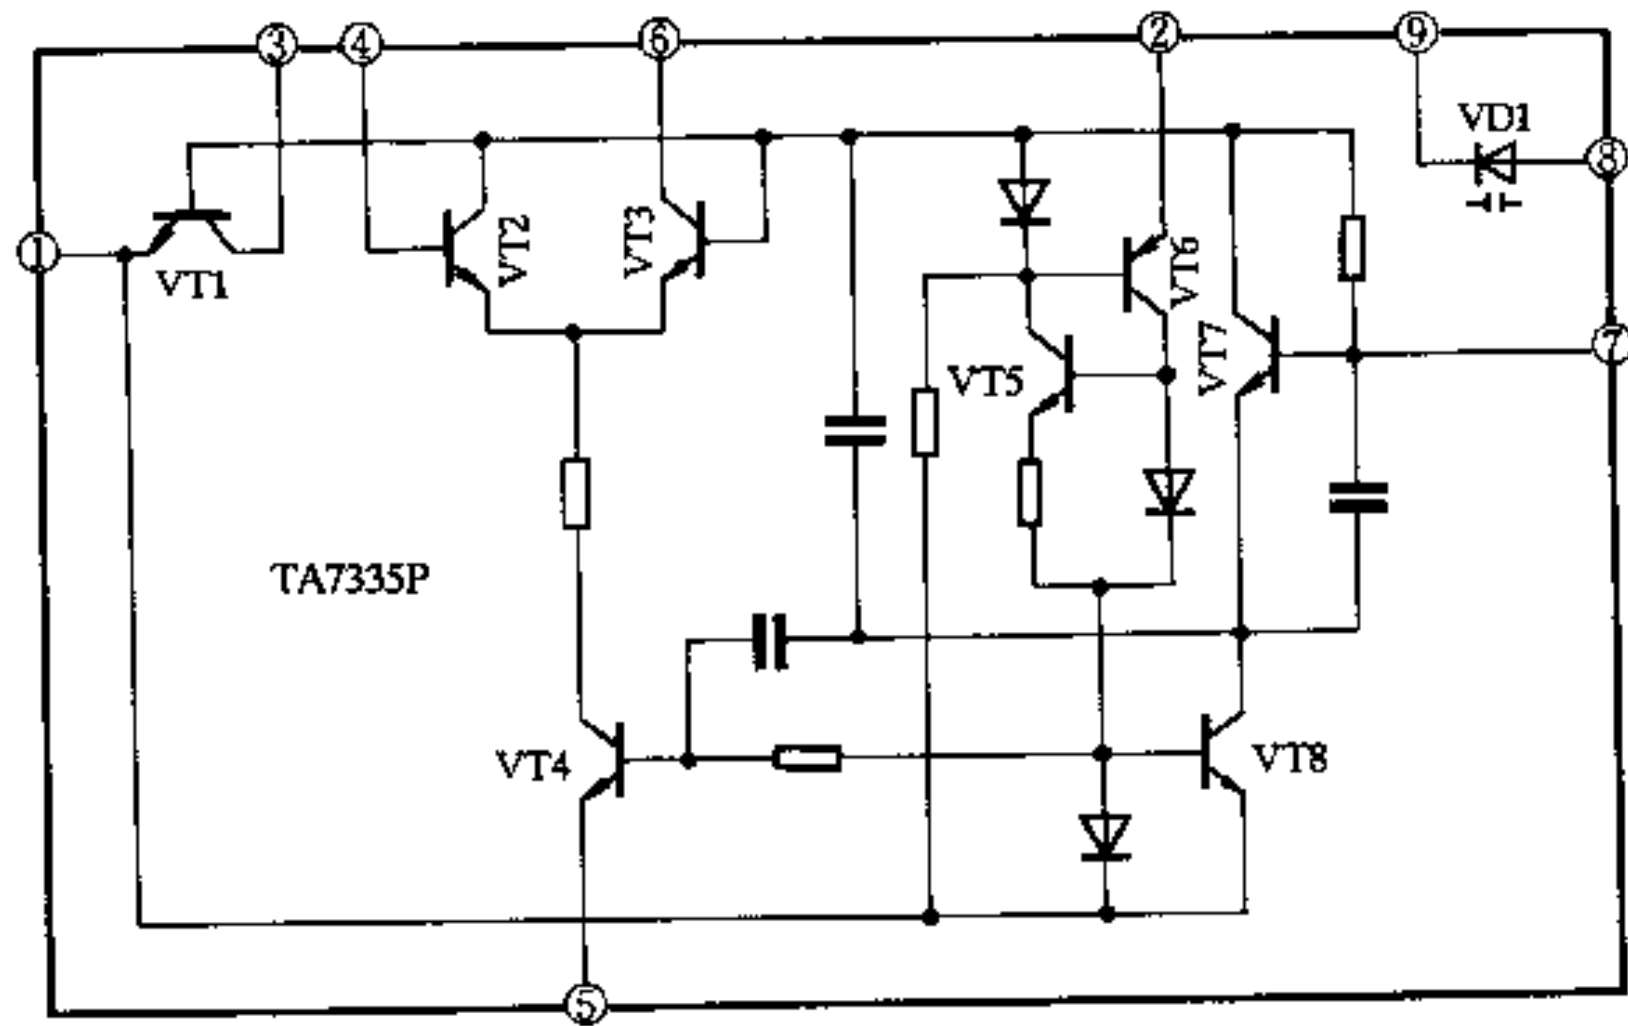 ③ ④ ⑥ ② ⑨
VD1
⑧
①
VT1
VT2
VT3
VT6
VT7
⑦
VT5
TA7335P
VT4
VT8
⑤